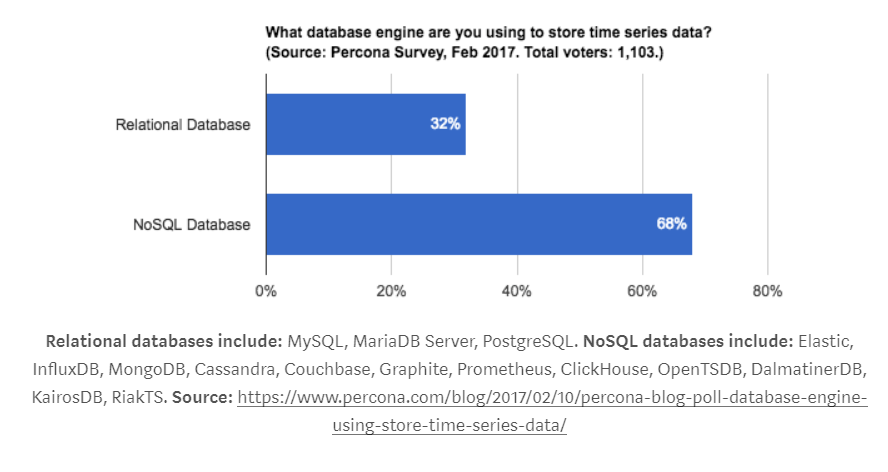 What database engine are you using to store time series data?
(Source: Percona Survey, Feb 2017. Total voters: 1,103.)
Relational Database
32%
NoSQL Database
68%
0%
20%
40%
60%
80%
Relational databases include: MySQL, MariaDB Server, PostgreSQL. NoSQL databases include: Elastic,
InfluxDB, MongoDB, Cassandra, Couchbase, Graphite, Prometheus, ClickHouse, OpenTSDB, DalmatinerDB,
KairosDB, RiakTS. Source: https://www.percona.com/blog/2017/02/10/percona-blog-poll-database-engine-
using-store-time-series-data/